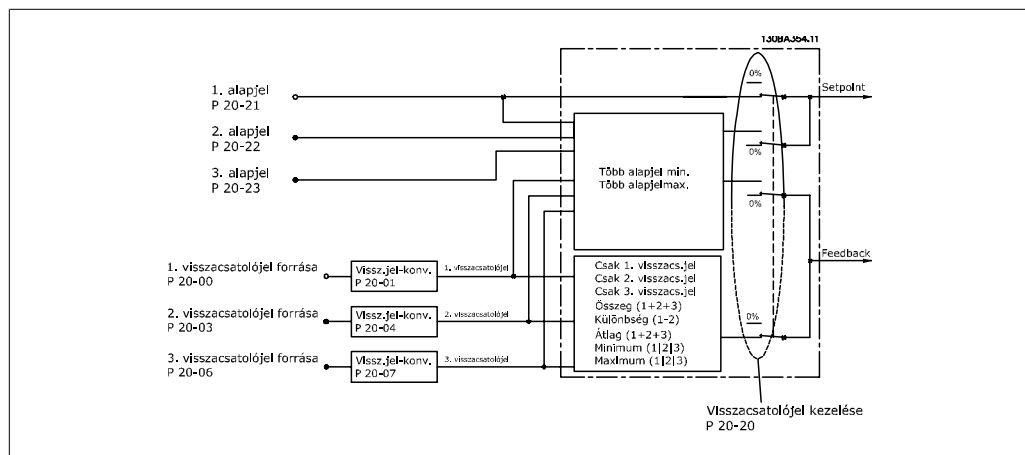 130BA354.11
0%
1. alapjel
P 20-21
Setpoint
2. alapjel
P 20-22
0%
3. alapjel
P 20-23
Több alapjel min.
Több alapjelmax.
0%
Feedback
1. visszacsatolójel forrása
P 20-00
Vissz.jel-konv.
P 20-01
1. visszacsatolójel
2. visszacsatolójel forrása
P 20-03
Vissz.jel-konv.
P 20-04
2. visszacsatolójel
3. visszacsatolójel forrása
P 20-06
Vissz.jel-konv.
P 20-07
3. visszacsatolójel
Csak 1. visszacs.jel
Csak 2. visszacs.jel
Csak 3. visszacs.jel
Összeg (1+2+3)
Különbség (1-2)
Átlag (1+2+3)
Minimum (1|2|3)
Maximum (1|2|3)
0%
Visszacsatolójel kezelése
P 20-20